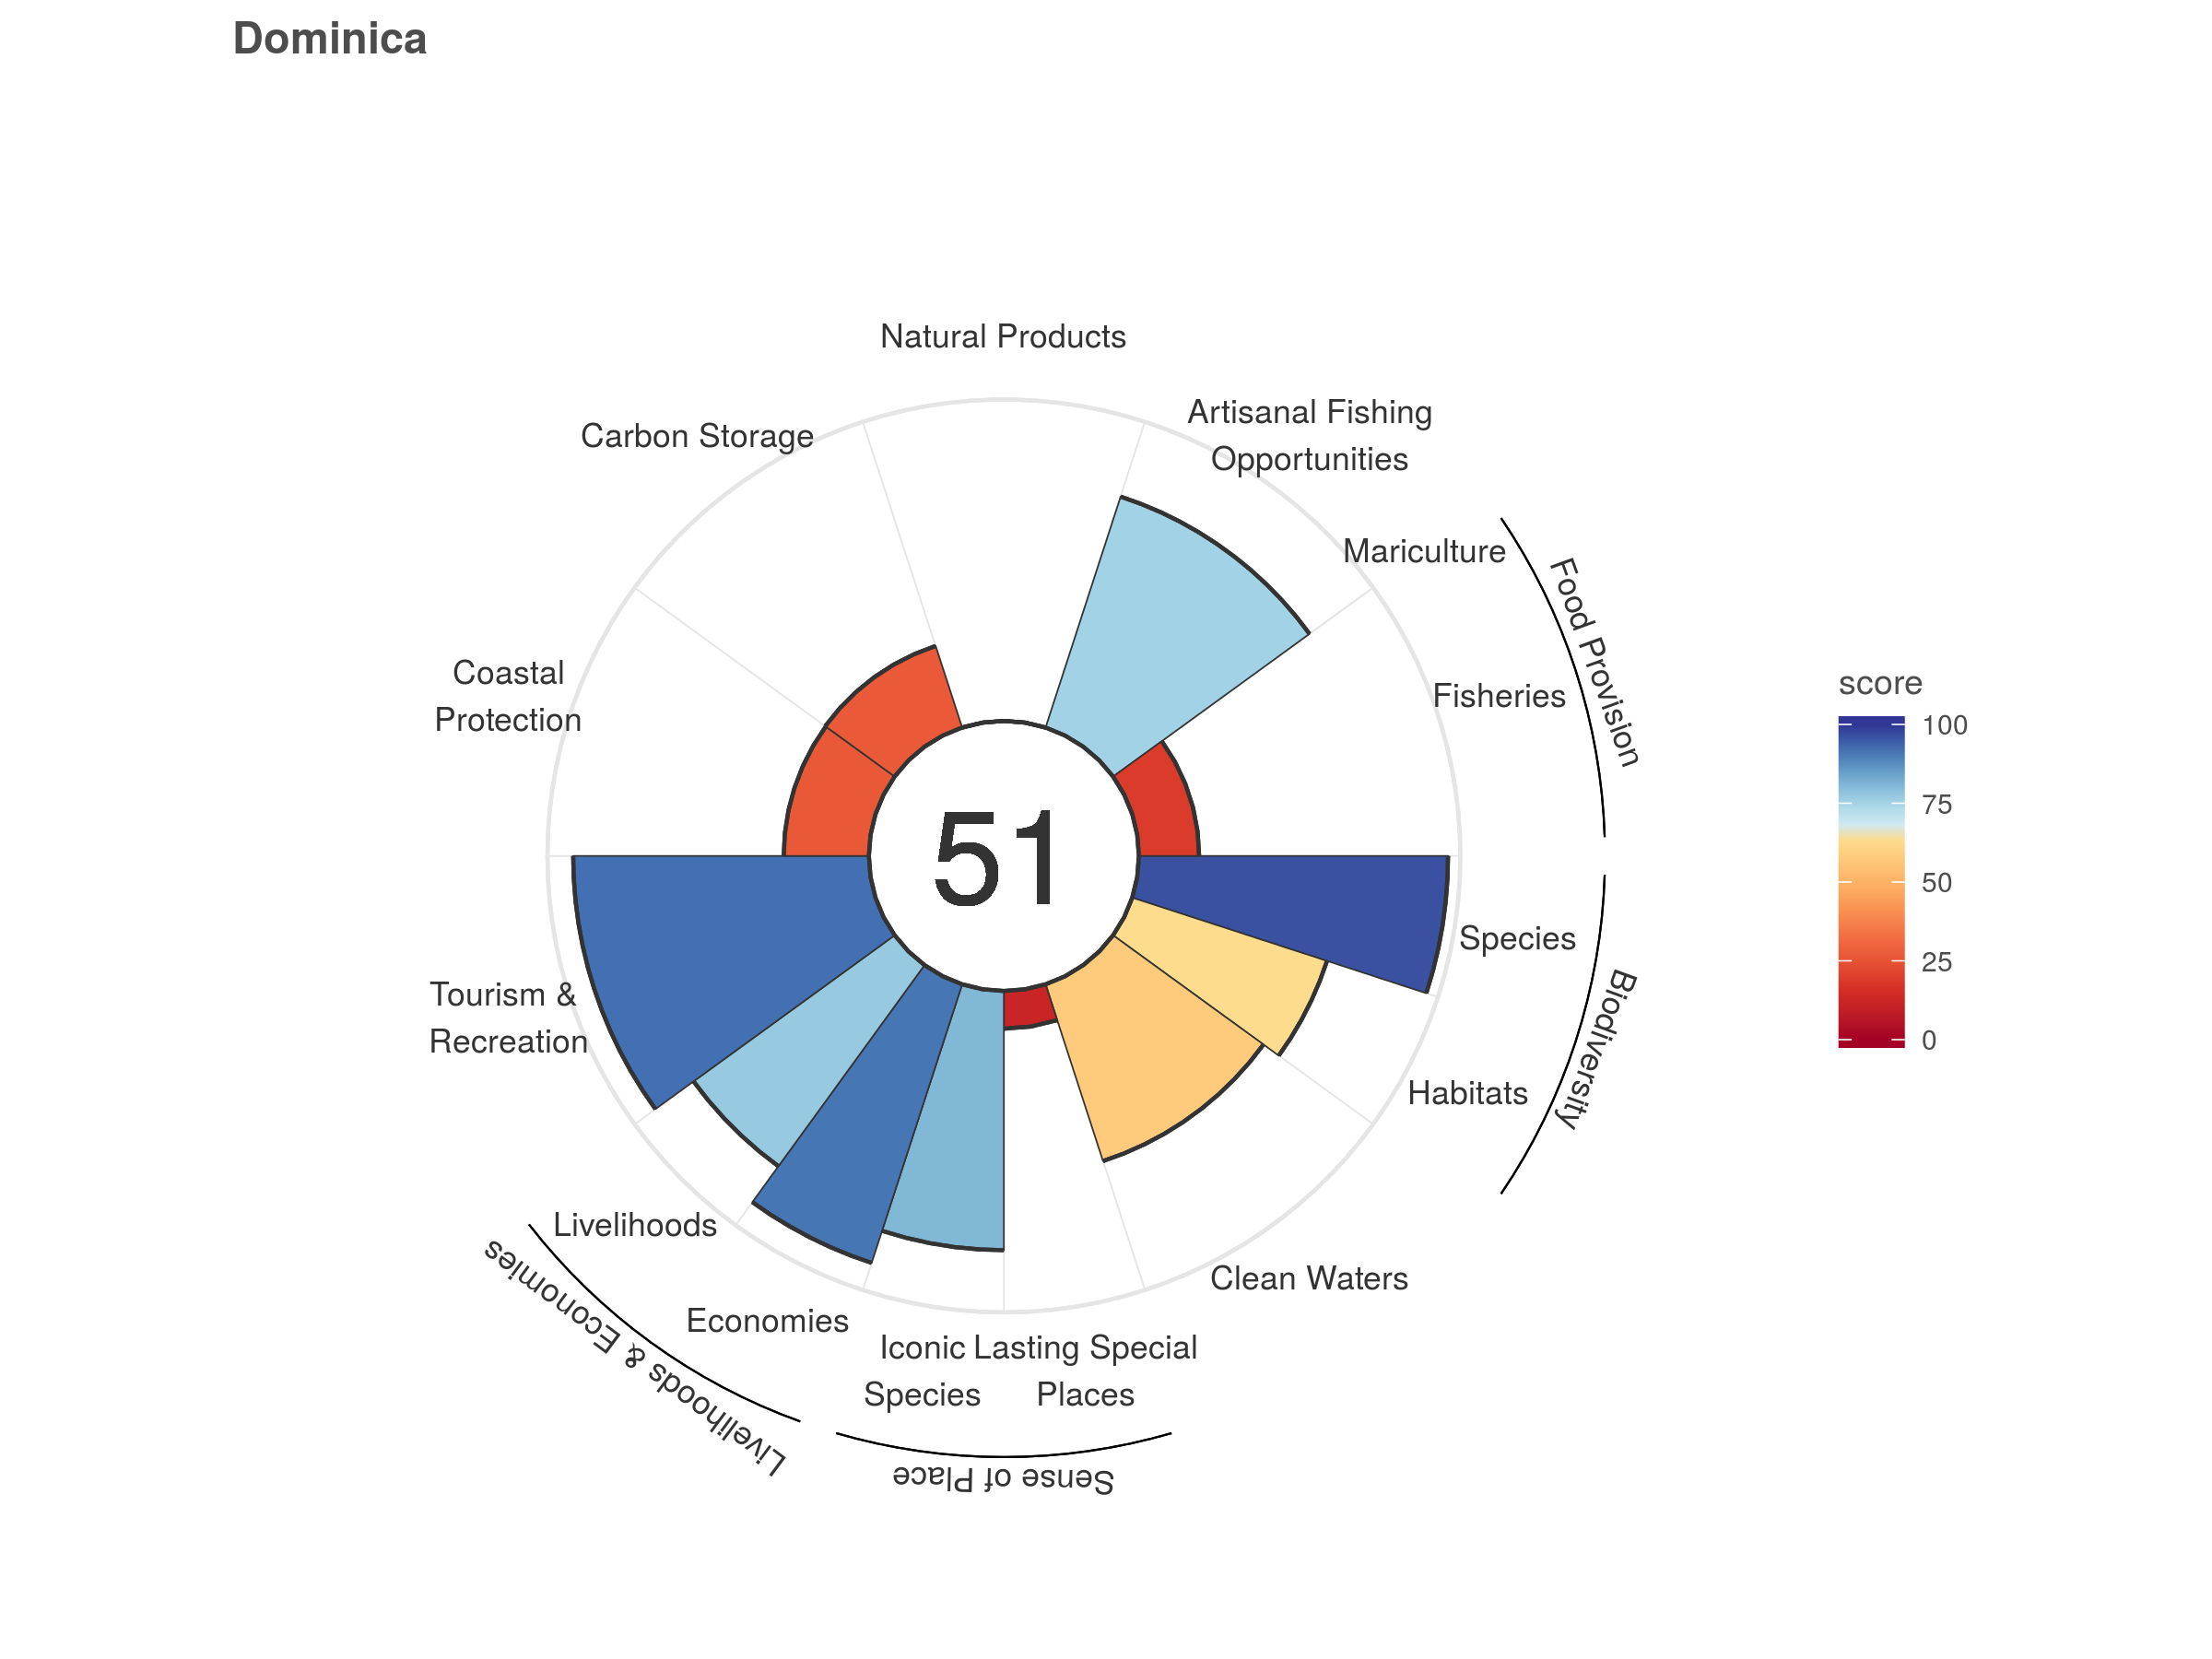 Dominica
Natural Products
Artisanal Fishing
Opportunities
Carbon Storage
Mariculture
Food Provision
Fisheries
Coastal
Protection
score
100
75
50
25
0
51
Species
Biodiversity
Tourism &
Recreation
Habitats
Livelihoods
Clean Waters
Economies
Livelihoods & Economies
Iconic
Species
Lasting Special
Places
Sense of Place